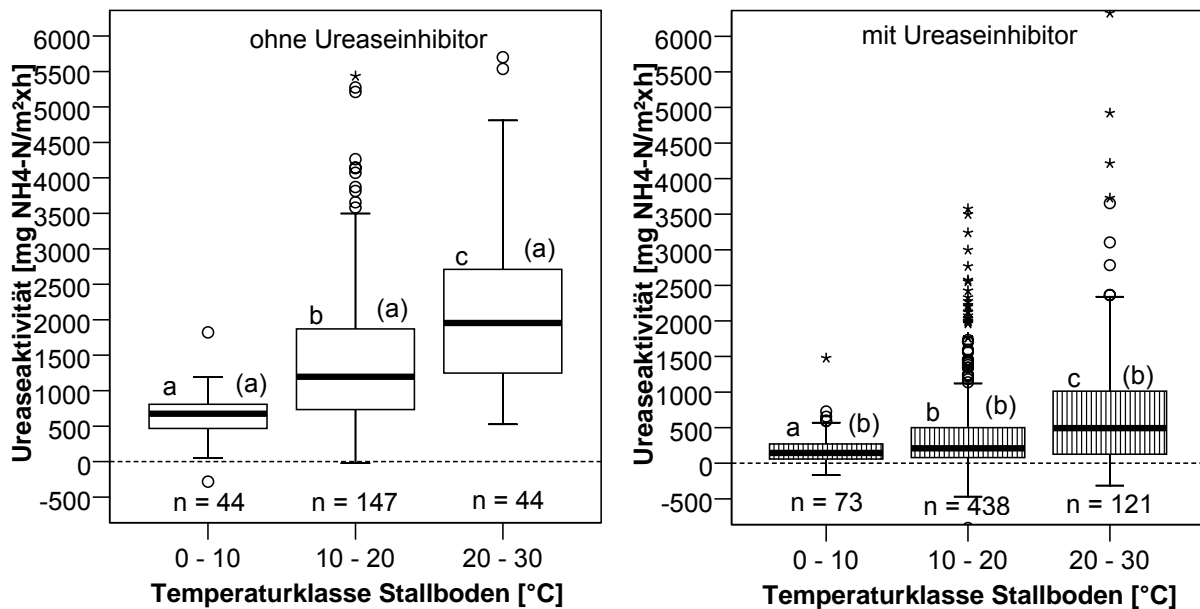 ohne Ureaseinhibitor
Ureaseaktivität [mg NH4-N/m²xh]
6000
5500
5000
4500
4000
3500
3000
2500
2000
1500
1000
500
0
-500
a (a)
b (a)
c (a)
n = 44 n = 147 n = 44
0 - 10 10 - 20 20 - 30
Temperaturklasse Stallboden [°C]
mit Ureaseinhibitor
Ureaseaktivität [mg NH4-N/m²xh]
6000
5500
5000
4500
4000
3500
3000
2500
2000
1500
1000
500
0
-500
a (b)
b (b)
c (b)
n = 73 n = 438 n = 121
0 - 10 10 - 20 20 - 30
Temperaturklasse Stallboden [°C]